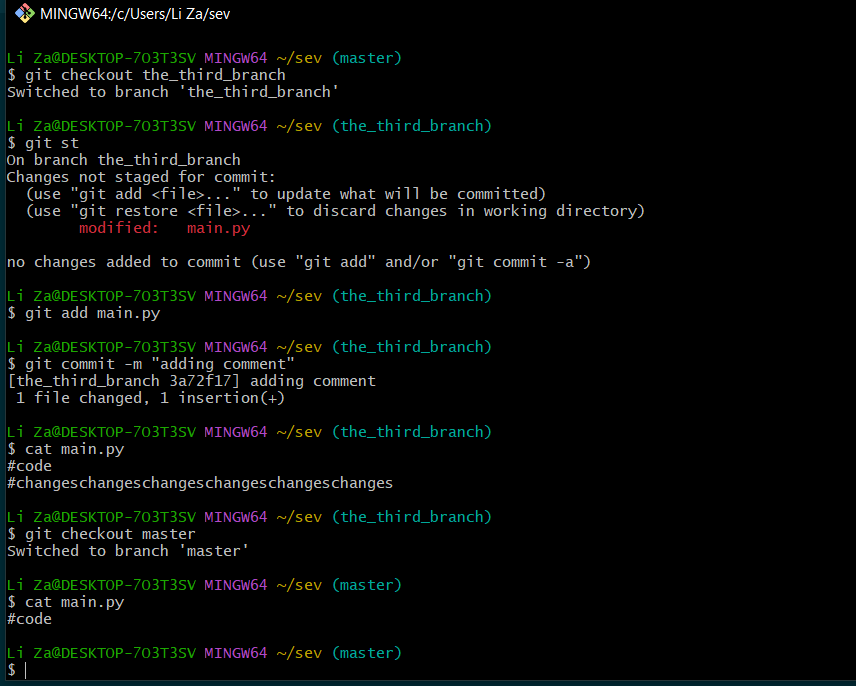 MINGW64:/c/Users/Li Za/sev
Li Za@DESKTOP-7O3T3SV MINGW64 ~/sev (master)
$ git checkout the_third_branch
Switched to branch 'the_third_branch'
Li Za@DESKTOP-7O3T3SV MINGW64 ~/sev (the_third_branch)
$ git st
On branch the_third_branch
Changes not staged for commit:
  (use "git add <file>..." to update what will be committed)
  (use "git restore <file>..." to discard changes in working directory)
        modified:   main.py
no changes added to commit (use "git add" and/or "git commit -a")
Li Za@DESKTOP-7O3T3SV MINGW64 ~/sev (the_third_branch)
$ git add main.py
Li Za@DESKTOP-7O3T3SV MINGW64 ~/sev (the_third_branch)
$ git commit -m "adding comment"
[the_third_branch 3a72f17] adding comment
 1 file changed, 1 insertion(+)
Li Za@DESKTOP-7O3T3SV MINGW64 ~/sev (the_third_branch)
$ cat main.py
#code
#changeschangeschangeschangeschangeschanges
Li Za@DESKTOP-7O3T3SV MINGW64 ~/sev (the_third_branch)
$ git checkout master
Switched to branch 'master'
Li Za@DESKTOP-7O3T3SV MINGW64 ~/sev (master)
$ cat main.py
#code
Li Za@DESKTOP-7O3T3SV MINGW64 ~/sev (master)
$